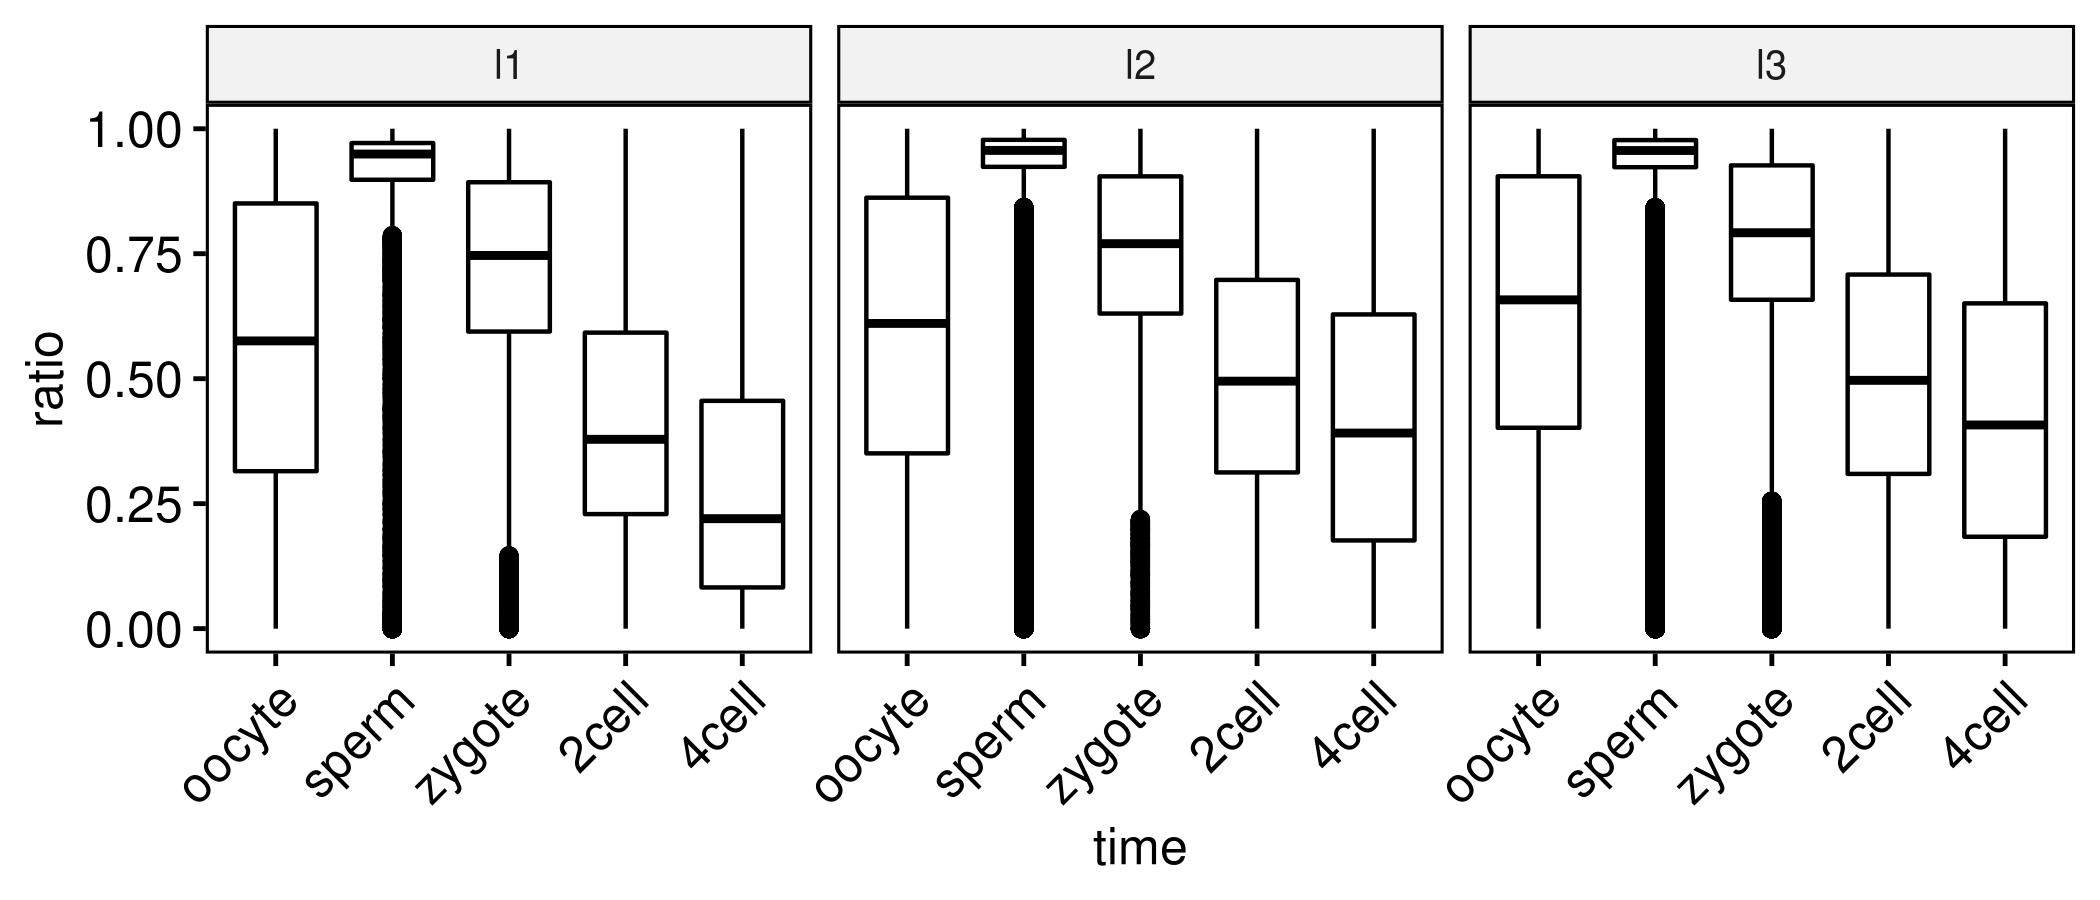 l1 l2 l3
1.00
0.75
0.50
0.25
0.00
ratio
oocyte sperm zygote 2cell 4cell oocyte sperm zygote 2cell 4cell oocyte sperm zygote 2cell 4cell
time